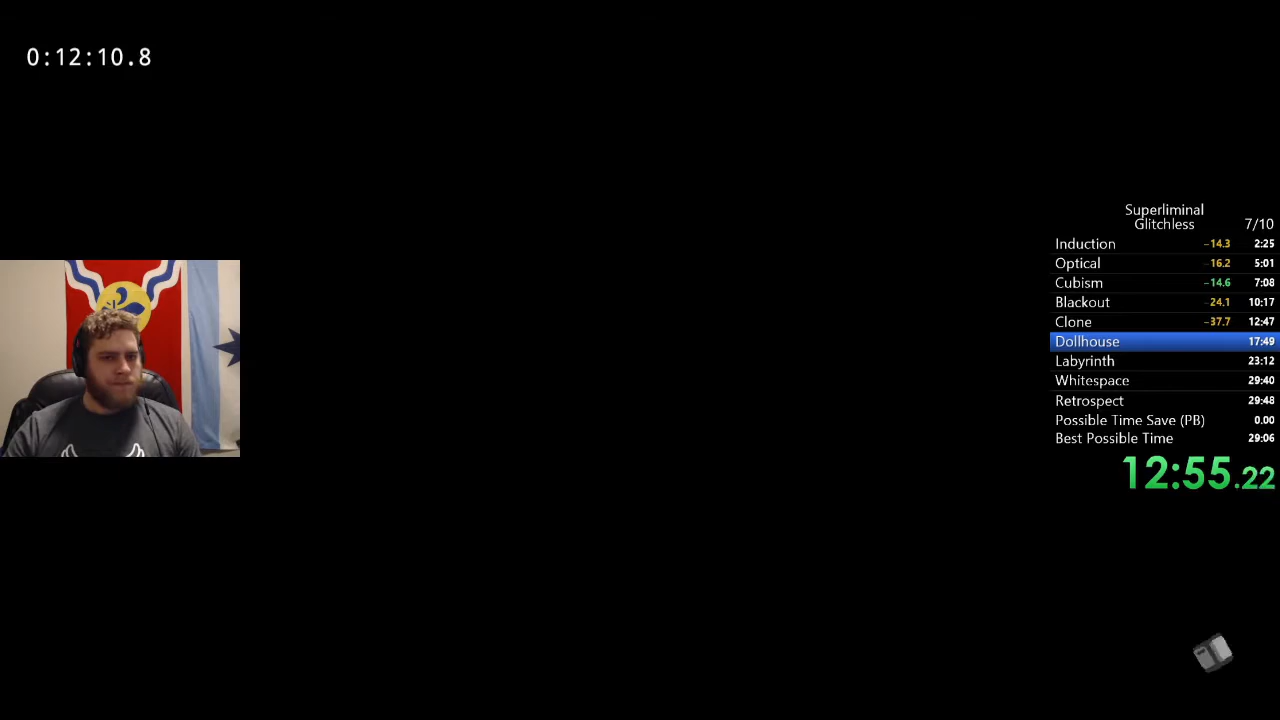 0:12:10.8
Superliminal
Glitchless 7/10
Induction -14.3 2:25
Optical -16.2 5:01
Cubism -14.6 7:08
Blackout -24.1 10:17
Clone -37.7 12:47
Dollhouse 17:49
Labyrinth 23:12
Whitespace 29:40
Retrospect 29:48
Possible Time Save (PB) 0.00
Best Possible Time 29:06
12:55.22